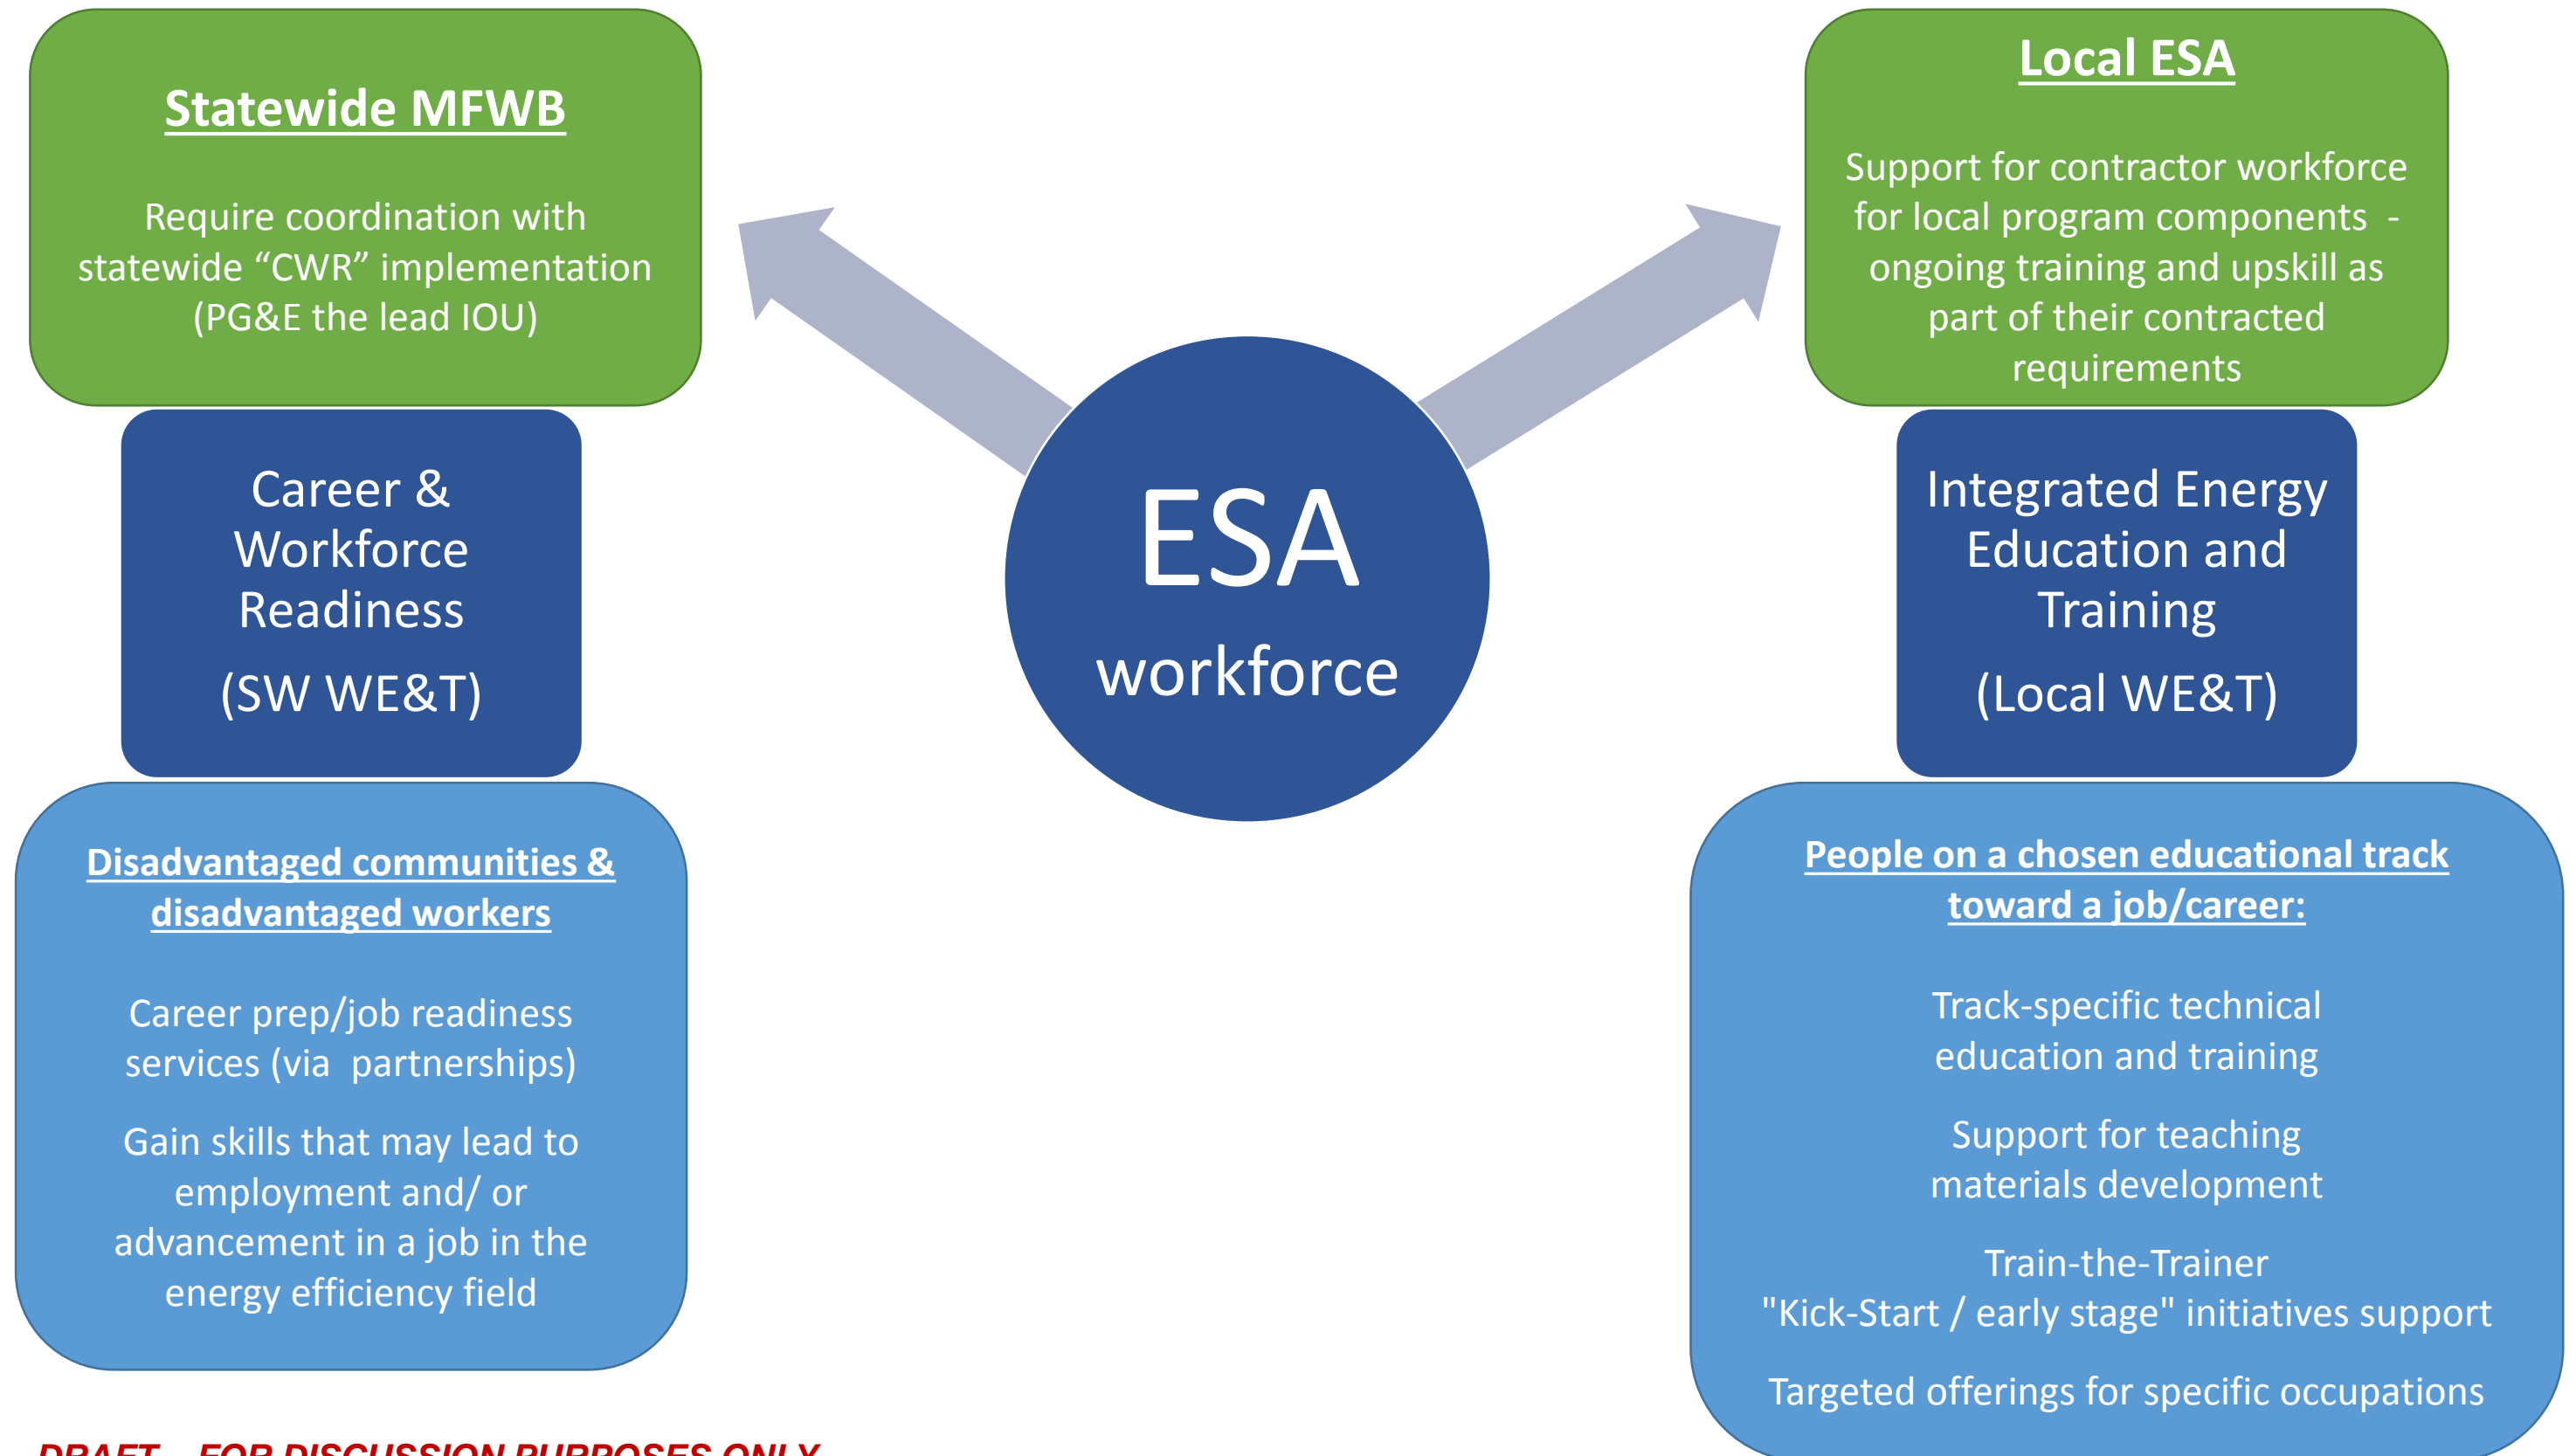 Statewide MFWB
Require coordination with
statewide “CWR” implementation
(PG&E the lead IOU)
Career &
Workforce
Readiness
(SW WE&T)
Disadvantaged communities &
disadvantaged workers
Career prep/job readiness
services (via  partnerships)
Gain skills that may lead to
employment and/ or
advancement in a job in the
energy efficiency field
ESA
workforce
Local ESA
Support for contractor workforce
for local program components  -
ongoing training and upskill as
part of their contracted
requirements
Integrated Energy
Education and
Training
(Local WE&T)
People on a chosen educational track
toward a job/career:
Track-specific technical
education and training
Support for teaching
materials development
Train-the-Trainer
"Kick-Start / early stage" initiatives support
Targeted offerings for specific occupations
DRAFT – FOR DISCUSSION PURPOSES ONLY